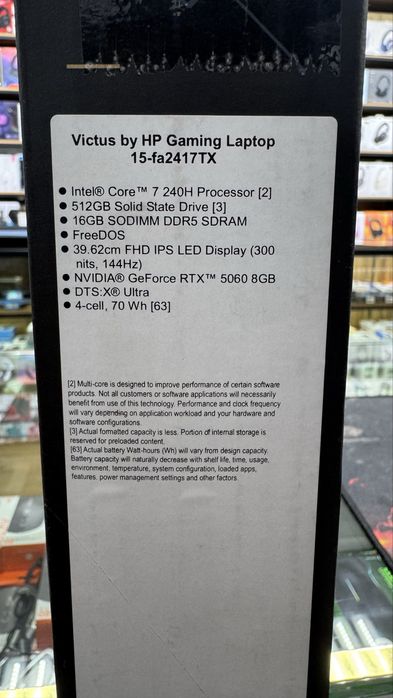 Victus by HP Gaming Laptop
15-fa2417TX
● Intel® Core™ 7 240H Processor [2]
● 512GB Solid State Drive [3]
● 16GB SODIMM DDR5 SDRAM
● FreeDOS
● 39.62cm FHD IPS LED Display (300
nits, 144Hz)
● NVIDIA® GeForce RTX™ 5060 8GB
● DTS:X® Ultra
● 4-cell, 70 Wh [63]
[2] Multi-core is designed to improve performance of certain software
products. Not all customers or software applications will necessarily
benefit from use of this technology. Performance and clock frequency
will vary depending on application workload and your hardware and
software configurations.
[3] Actual formatted capacity is less. Portion of internal storage is
reserved for preloaded content.
[63] Actual battery Watt-hours (Wh) will vary from design capacity.
Battery capacity will naturally decrease with shelf life, time, usage,
environment, temperature, system configuration, loaded apps,
features, power management settings and other factors.